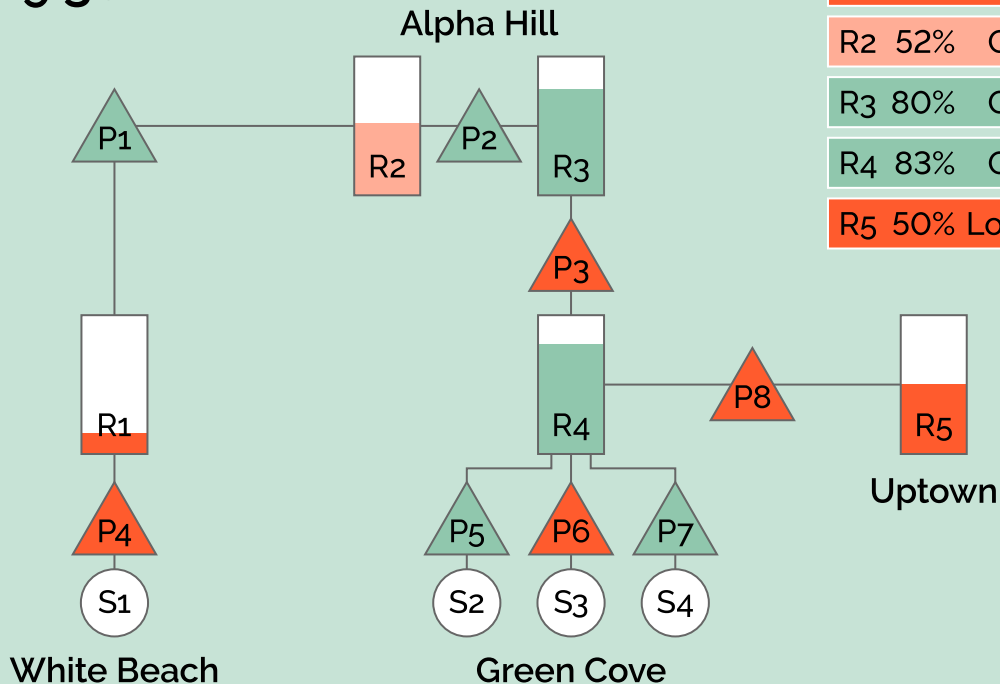 Alpha Hill
R2 52%
R3 80%
R4 83%
R5 50%
P1
P2
R2
R3
P3
R1
R4
P8
R5
Uptown
P4
P5
P6
P7
S1
S2
S3
S4
White Beach
Green Cove